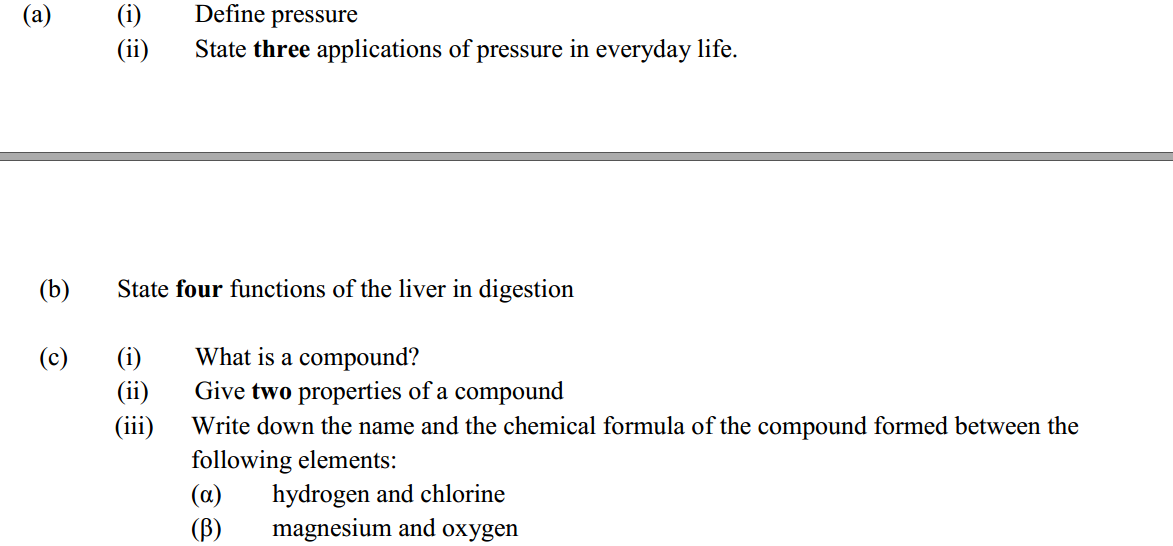 (a) (i) Define pressure
(ii) State three applications of pressure in everyday life.
(b) State four functions of the liver in digestion
(c) (i) What is a compound?
(ii) Give two properties of a compound
(iii) Write down the name and the chemical formula of the compound formed between the
following elements:
(α) hydrogen and chlorine
(β) magnesium and oxygen